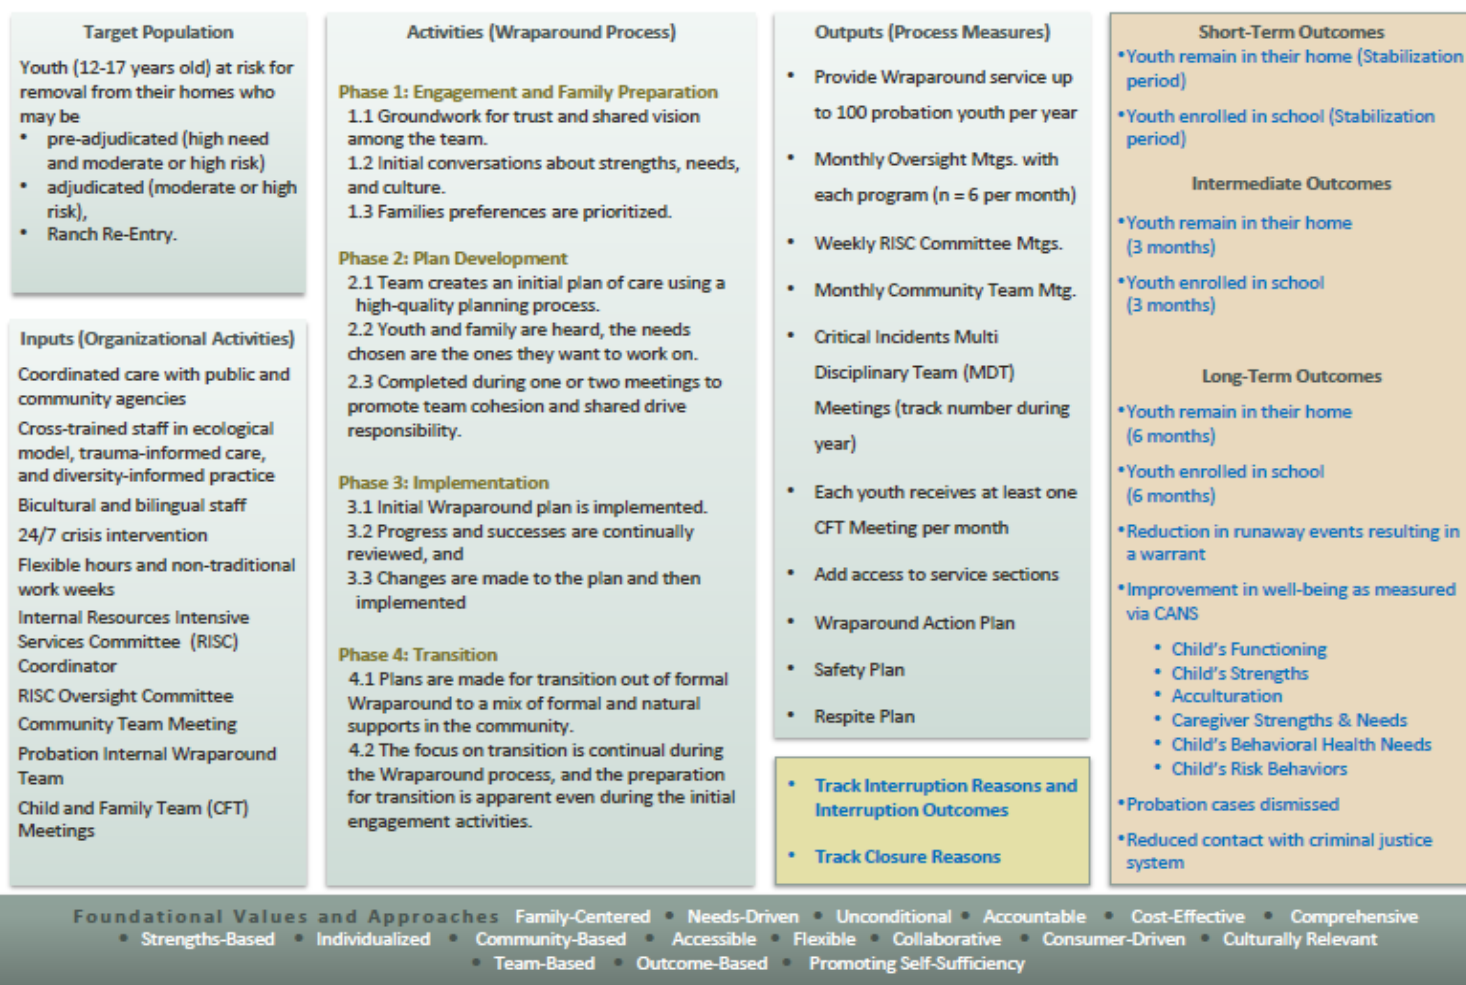 Target Population
Youth (12-17 years old) at risk for
removal from their homes who
may be
• pre-adjudicated (high need
and moderate or high risk)
• adjudicated (moderate or high
risk),
• Ranch Re-Entry.
Inputs (Organizational Activities)
Coordinated care with public and
community agencies
Cross-trained staff in ecological
model, trauma-informed care,
and diversity-informed practice
Bicultural and bilingual staff
24/7 crisis intervention
Flexible hours and non-traditional
work weeks
Internal Resources Intensive
Services Committee (RISC)
Coordinator
RISC Oversight Committee
Community Team Meeting
Probation Internal Wraparound
Team
Child and Family Team (CFT)
Meetings
Activities (Wraparound Process)
Phase 1: Engagement and Family Preparation
1.1 Groundwork for trust and shared vision
among the team.
1.2 Initial conversations about strengths, needs,
and culture.
1.3 Families preferences are prioritized.
Phase 2: Plan Development
2.1 Team creates an initial plan of care using a
high-quality planning process.
2.2 Youth and family are heard, the needs
chosen are the ones they want to work on.
2.3 Completed during one or two meetings to
promote team cohesion and shared drive
responsibility.
Phase 3: Implementation
3.1 Initial Wraparound plan is implemented.
3.2 Progress and successes are continually
reviewed, and
3.3 Changes are made to the plan and then
implemented
Phase 4: Transition
4.1 Plans are made for transition out of formal
Wraparound to a mix of formal and natural
supports in the community.
4.2 The focus on transition is continual during
the Wraparound process, and the preparation
for transition is apparent even during the initial
engagement activities.
Outputs (Process Measures)
• Provide Wraparound service up
to 100 probation youth per year
• Monthly Oversight Mtgs. with
each program (n = 6 per month)
• Weekly RISC Committee Mtgs.
• Monthly Community Team Mtg.
• Critical Incidents Multi
Disciplinary Team (MDT)
Meetings (track number during
year)
• Each youth receives at least one
CFT Meeting per month
• Add access to service sections
• Wraparound Action Plan
• Safety Plan
• Respite Plan
• Track Interruption Reasons and
Interruption Outcomes
• Track Closure Reasons
Short-Term Outcomes
•Youth remain in their home (Stabilization
period)
•Youth enrolled in school (Stabilization
period)
Intermediate Outcomes
•Youth remain in their home
(3 months)
•Youth enrolled in school
(3 months)
Long-Term Outcomes
•Youth remain in their home
(6 months)
•Youth enrolled in school
(6 months)
•Reduction in runaway events resulting in
a warrant
•Improvement in well-being as measured
via CANS
• Child's Functioning
• Child's Strengths
• Acculturation
• Caregiver Strengths & Needs
• Child's Behavioral Health Needs
• Child's Risk Behaviors
•Probation cases dismissed
•Reduced contact with criminal justice
system
Foundational Values and Approaches Family-Centered • Needs-Driven • Unconditional • Accountable • Cost-Effective • Comprehensive
• Strengths-Based • Individualized • Community-Based • Accessible • Flexible • Collaborative • Consumer-Driven • Culturally Relevant
• Team-Based • Outcome-Based • Promoting Self-Sufficiency